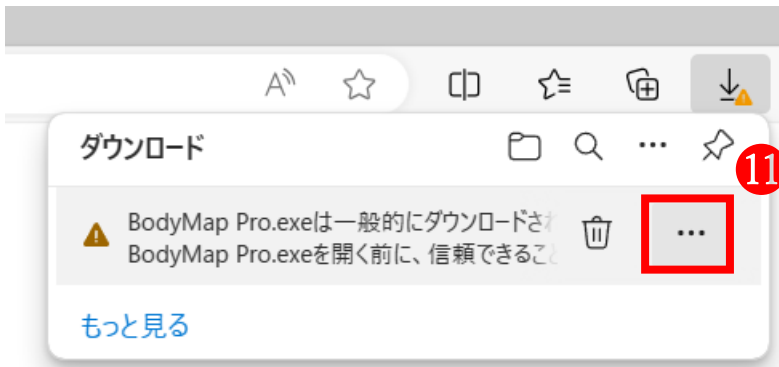 ダウンロード
11
BodyMap Pro.exeは一般的にダウンロードされ
BodyMap Pro.exeを開く前に、信頼できるこ
もっと見る